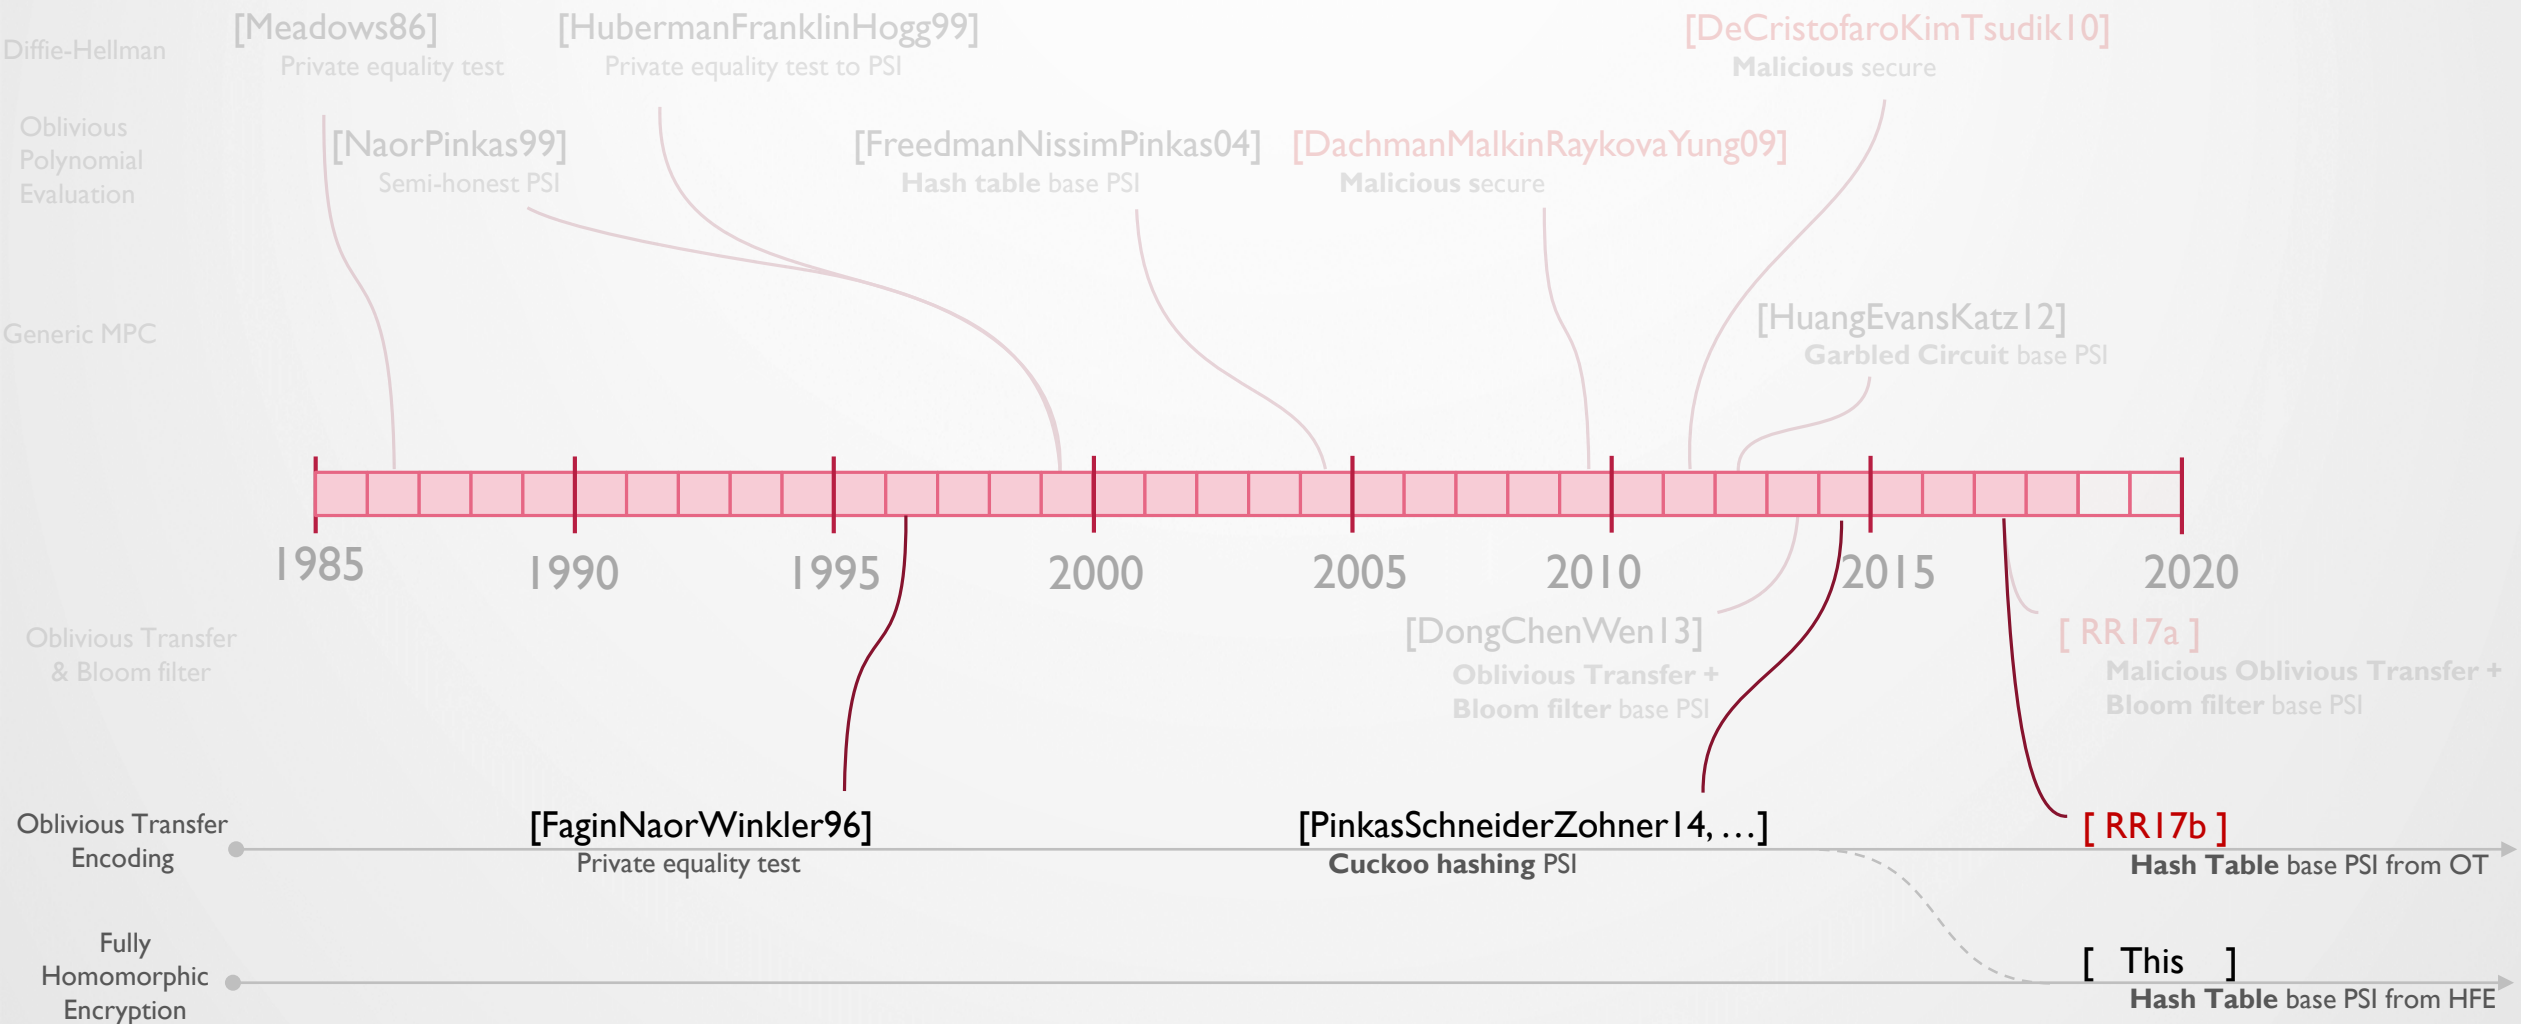 Diffie-Hellman
[Meadows86]
Private equality test
[HubermanFranklinHogg99]
Private equality test to PSI
[DeCristofaroKimTsudik10]
Malicious secure
Oblivious
Polynomial
Evaluation
[NaorPinkas99]
Semi-honest PSI
[FreedmanNissimPinkas04]
Hash table base PSI
[DachmanMalkinRaykovaYung09]
Malicious secure
Generic MPC
[HuangEvansKatz12]
Garbled Circuit base PSI
1985
1990
1995
2000
2005
2010
2015
2020
Oblivious Transfer
& Bloom filter
[DongChenWen13]
Oblivious Transfer +
Bloom filter base PSI
[ RR17a ]
Malicious Oblivious Transfer +
Bloom filter base PSI
Oblivious Transfer
Encoding
[FaginNaorWinkler96]
Private equality test
[PinkasSchneiderZohner14, …]
Cuckoo hashing PSI
[ RR17b ]
Hash Table base PSI from OT
Fully
Homomorphic
Encryption
[ This ]
Hash Table base PSI from HFE